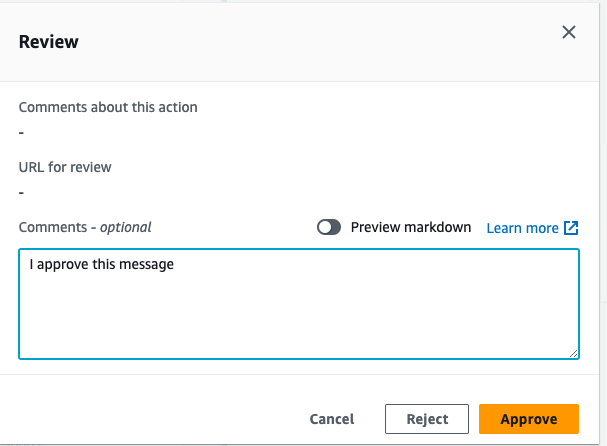 Review
Comments about this action
-
URL for review
-
Comments - optional Preview markdown Learn more
I approve this message
Cancel Reject Approve